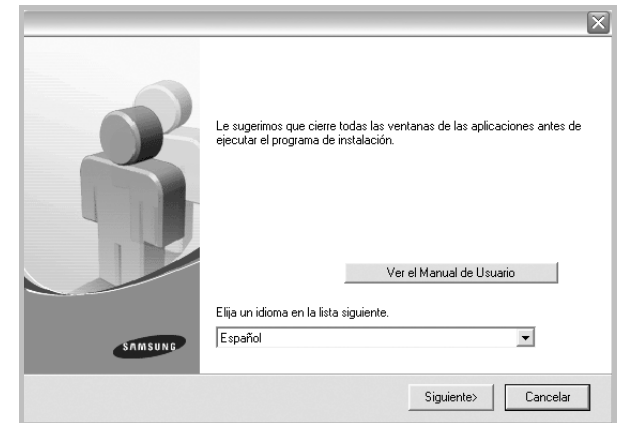 Le sugerimos que cierre todas las ventanas de las aplicaciones antes de
ejecutar el programa de instalación.
Ver el Manual de Usuario
Elija un idioma en la lista siguiente.
Español
SAMSUNG
Siguiente>
Cancelar